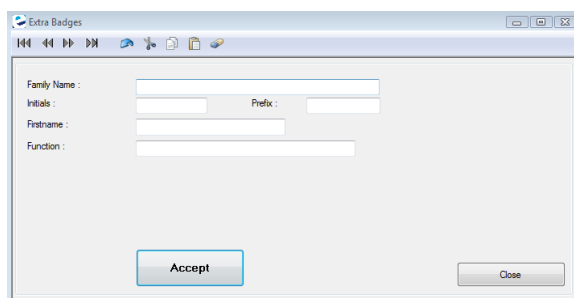 Extra Badges
Family Name :
Initials : Prefix :
Firstname :
Function :
Accept
Close